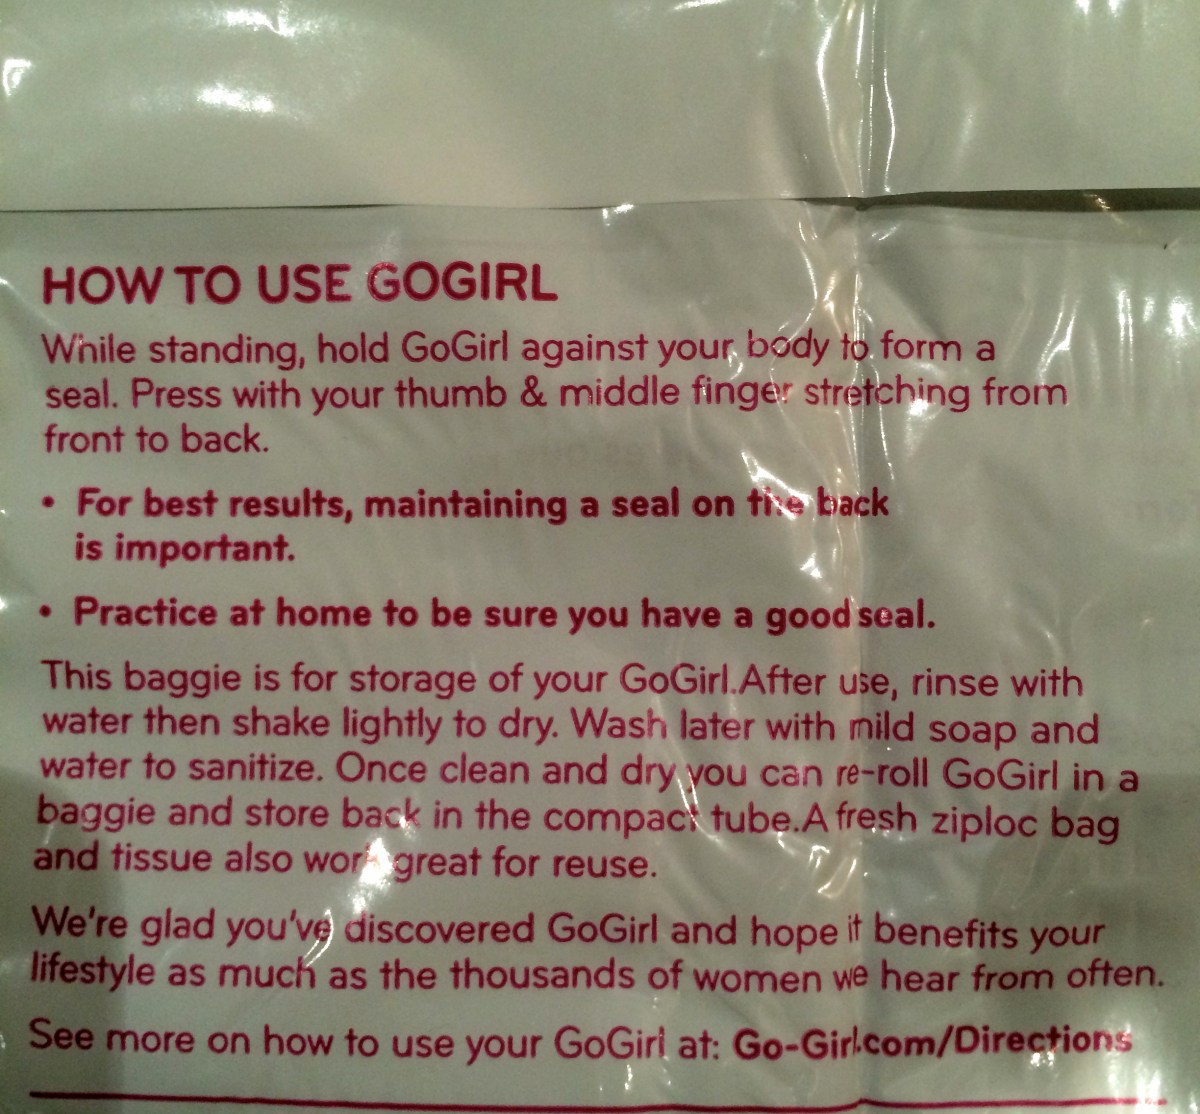 HOW TO USE GOGIRL
While standing, hold GoGirl against your body to form a
seal. Press with your thumb & middle finger stretching from
front to back.
• For best results, maintaining a seal on the back
is important.
• Practice at home to be sure you have a good seal.
This baggie is for storage of your GoGirl.After use, rinse with
water then shake lightly to dry. Wash later with mild soap and
water to sanitize. Once clean and dry you can re-roll GoGirl in a
baggie and store back in the compact tube.A fresh ziploc bag
and tissue also work great for reuse.
We're glad you've discovered GoGirl and hope it benefits your
lifestyle as much as the thousands of women we hear from often.
See more on how to use your GoGirl at: Go-Girl.com/Directions